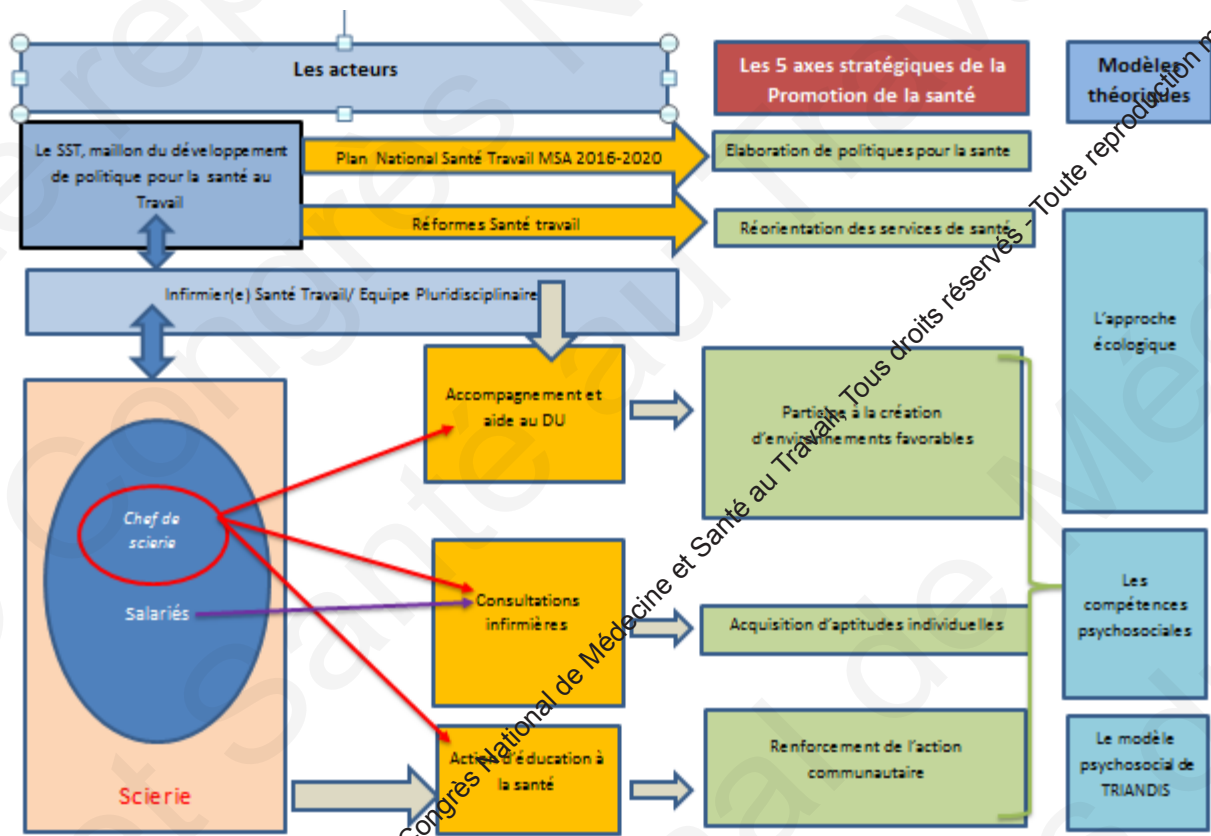 Les acteurs
Les 5 axes stratégiques de la
Promotion de la santé
Modèles
théoriques
Le SST, maillon du développement
de politique pour la santé au
Travail
Plan National Santé Travail MSA 2016-2020
Elaboration de politiques pour la sante
Réformes Santé travail
Réorientation des services de santé
Infirmier(e) Santé Travail/ Equipe Pluridisciplinaire
L'approche
écologique
Accompagnement et
aide au DU
Participe à la création
d'environnements favorables
Chef de
scierie
Salariés
Consultations
infirmières
Acquisition d'aptitudes individuelles
Les
compétences
psychosociales
Action d'éducation à
la santé
Renforcement de l'action
communautaire
Le modèle
psychosocial de
TRIANDIS
Scierie
Congrès National de Médecine et Santé au Travail, Tous droits réservés - Toute reproduction